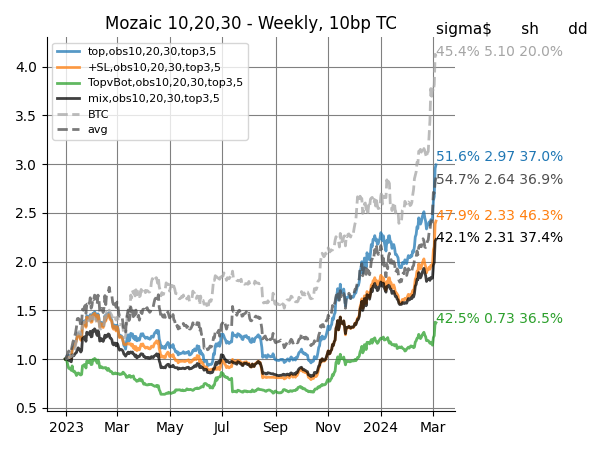 Mozaic 10,20,30 - Weekly, 10bp TC
sigma$ sh dd
top,obs10,20,30,top3,5
+SL,obs10,20,30,top3,5
TopvBot,obs10,20,30,top3,5
mix,obs10,20,30,top3,5
BTC
avg
45.4% 5.10 20.0%
51.6% 2.97 37.0%
54.7% 2.64 36.9%
47.9% 2.33 46.3%
42.1% 2.31 37.4%
42.5% 0.73 36.5%
4.0
3.5
3.0
2.5
2.0
1.5
1.0
0.5
2023 Mar May Jul Sep Nov 2024 Mar